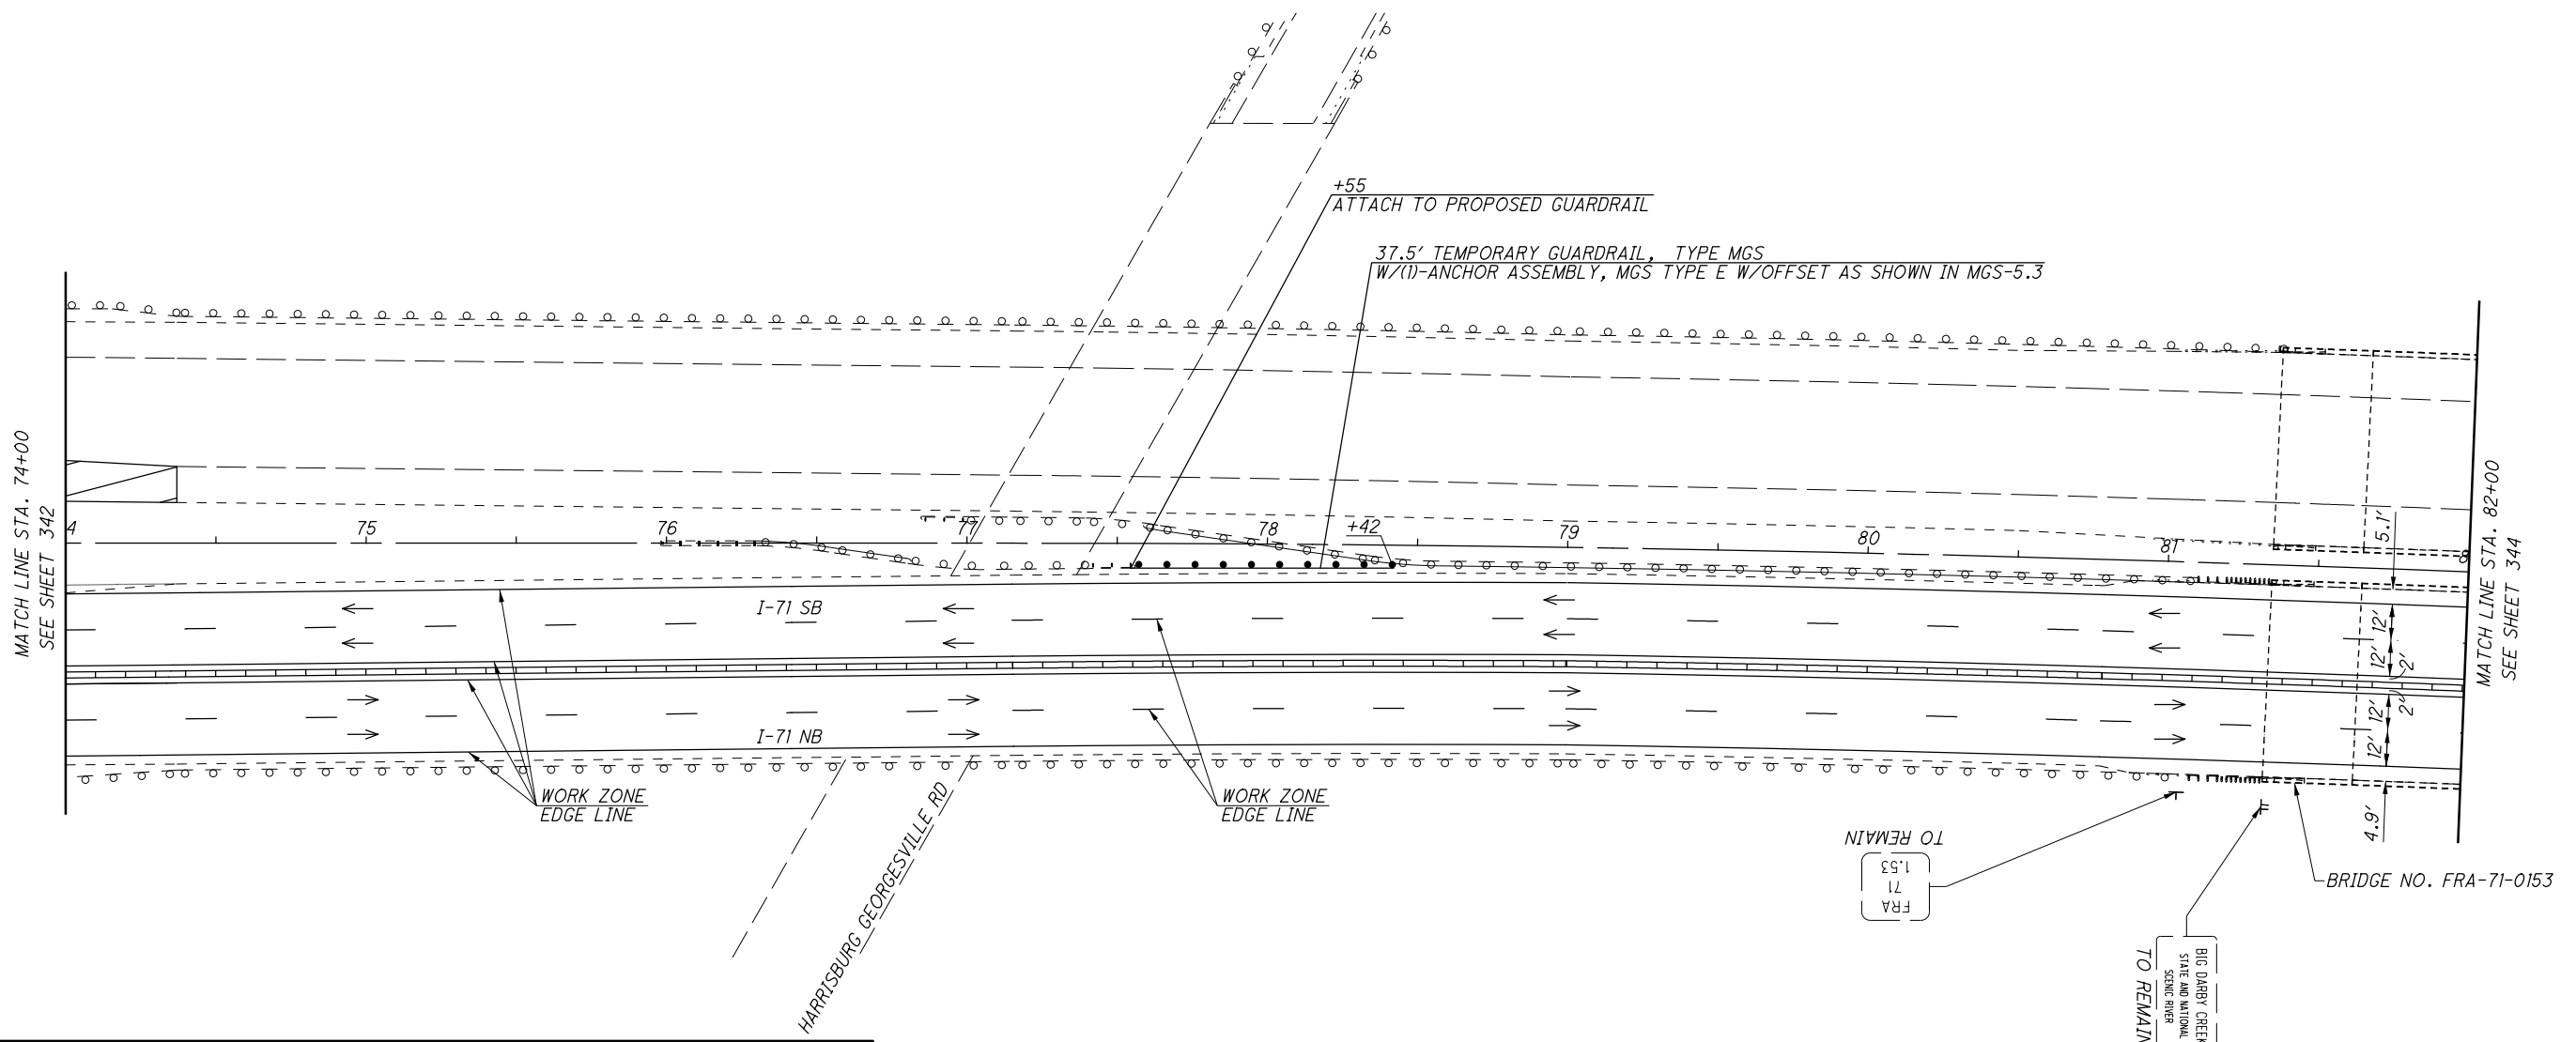 +55
ATTACH TO PROPOSED GUARDRAIL
37.5' TEMPORARY GUARDRAIL, TYPE MGS
W/(1)-ANCHOR ASSEMBLY, MGS TYPE E W/OFFSET AS SHOWN IN MGS-5.3
MATCH LINE STA. 74+00
SEE SHEET 342
4
75
76
77
78
+42
79
80
81
8
5.1'
MATCH LINE STA. 82+00
SEE SHEET 344
I-71 SB
12'
12'
2'
I-71 NB
12'
2'
12'
4.9'
WORK ZONE
EDGE LINE
WORK ZONE
EDGE LINE
HARRISBURG GEORGESVILLE RD
TO REMAIN
FRA
71
1.53
BRIDGE NO. FRA-71-0153
BIG DARBY CREEK
STATE AND NATIONAL
SCENIC RIVER
TO REMAIN